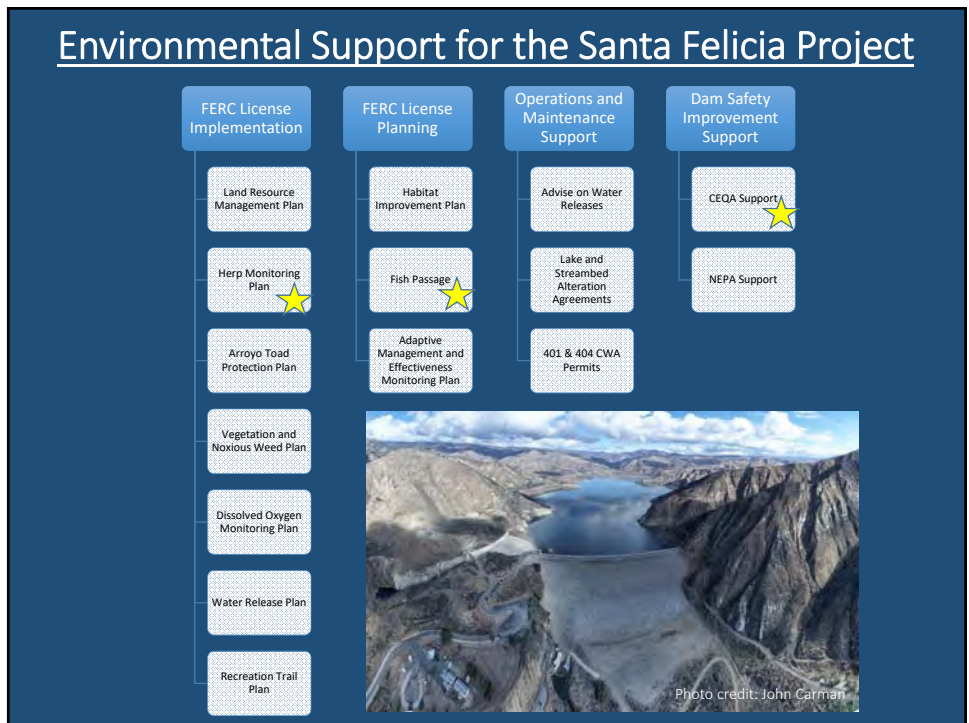 Environmental Support for the Santa Felicia Project
FERC License
Implementation
Land Resource
Management Plan
Herp Monitoring
Plan
Arroyo Toad
Protection Plan
Vegetation and
Noxious Weed Plan
Dissolved Oxygen
Monitoring Plan
Water Release Plan
Recreation Trail
Plan
FERC License
Planning
Habitat
Improvement Plan
Fish Passage
Adaptive
Management and
Effectiveness
Monitoring Plan
Operations and
Maintenance
Support
Advise on Water
Releases
Lake and
Streambed
Alteration
Agreements
401 & 404 CWA
Permits
Dam Safety
Improvement
Support
CEQA Support
NEPA Support
Photo credit: John Carman